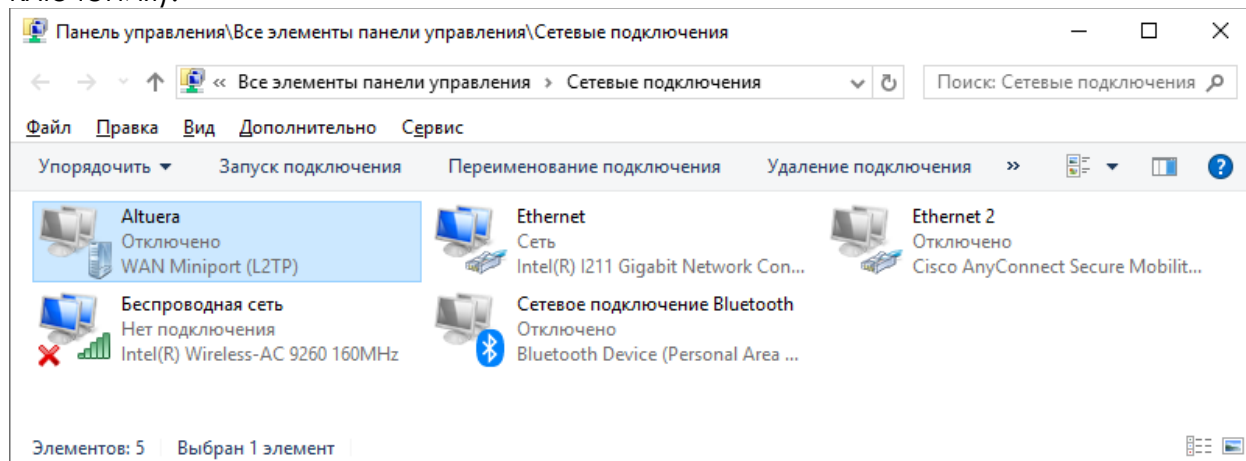 Панель управления\Все элементы панели управления\Сетевые подключения
« Все элементы панели управления > Сетевые подключения
Поиск: Сетевые подключения
Файл Правка Вид Дополнительно Сервис
Упорядочить Запуск подключения Переименование подключения Удаление подключения »
Altuera
Отключено
WAN Miniport (L2TP)
Ethernet
Сеть
Intel(R) I211 Gigabit Network Con...
Ethernet 2
Отключено
Cisco AnyConnect Secure Mobilit...
Беспроводная сеть
Нет подключения
Intel(R) Wireless-AC 9260 160MHz
Сетевое подключение Bluetooth
Отключено
Bluetooth Device (Personal Area ...
Элементов: 5 Выбран 1 элемент